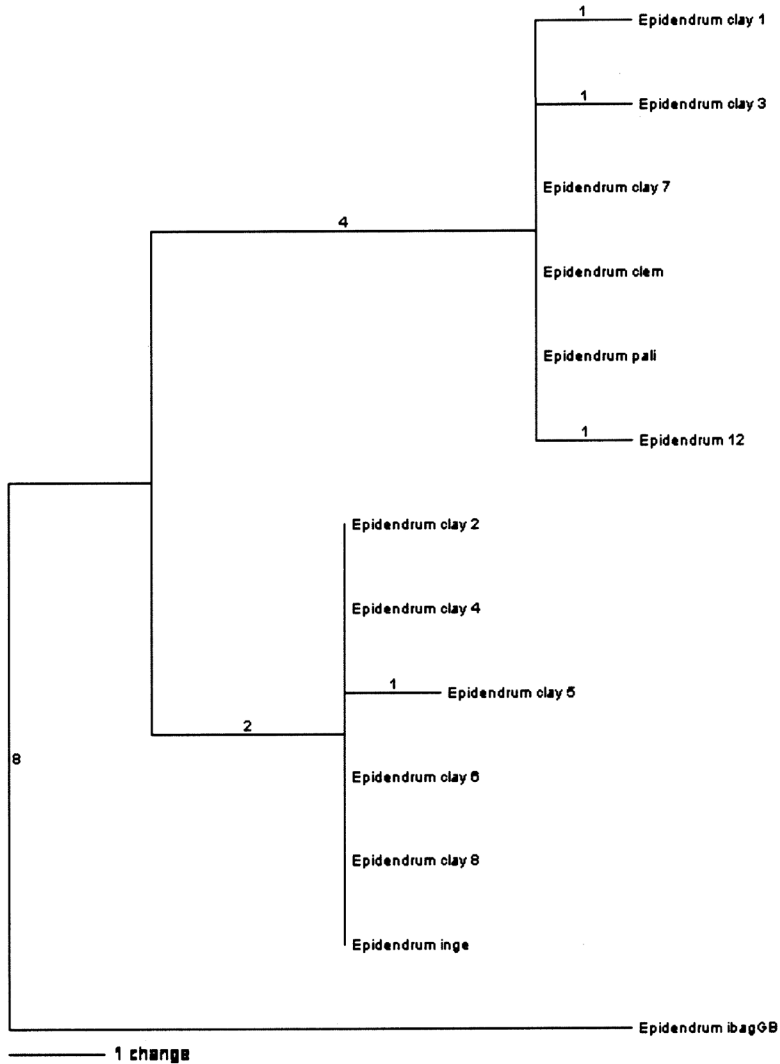 1
Epidendrum clay 1
1
Epidendrum clay 3
Epidendrum clay 7
4
Epidendrum clem
Epidendrum pali
1
Epidendrum 12
Epidendrum clay 2
Epidendrum clay 4
1
Epidendrum clay 5
2
8
Epidendrum clay 6
Epidendrum clay 8
Epidendrum inge
Epidendrum ibagGB
1 change